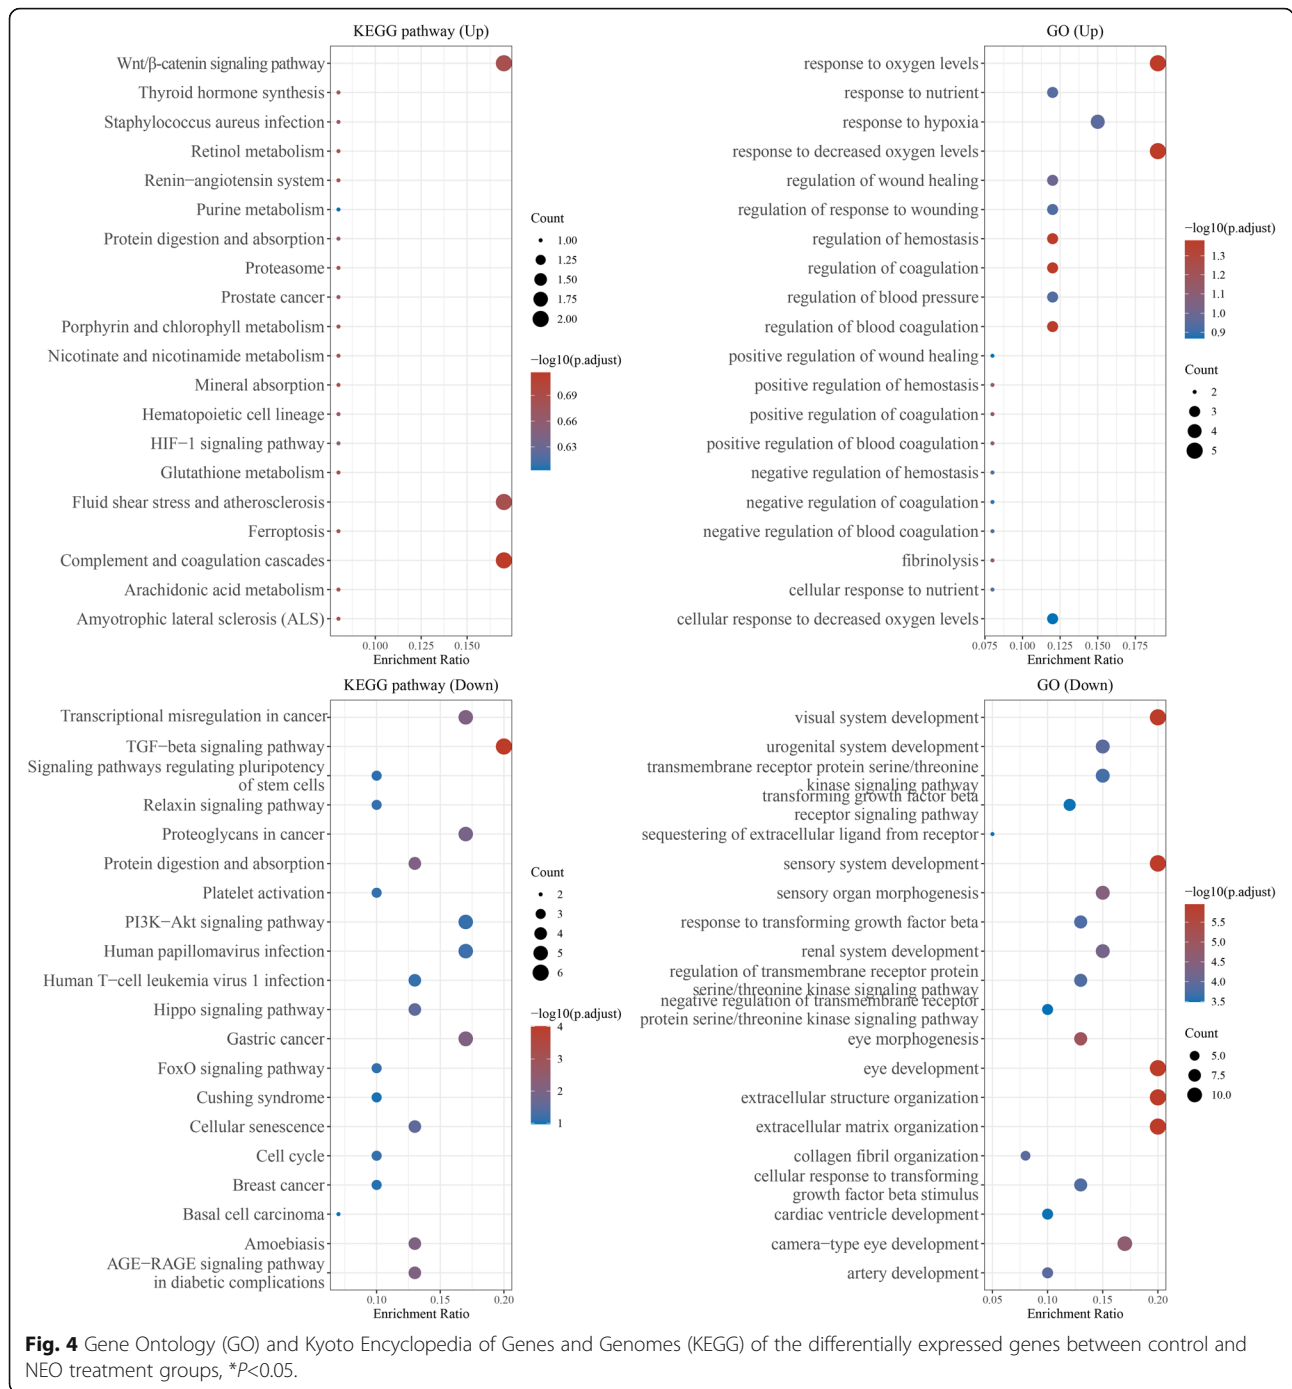 KEGG pathway (Up)
Wnt/β-catenin signaling pathway
Thyroid hormone synthesis
Staphylococcus aureus infection
Retinol metabolism
Renin−angiotensin system
Purine metabolism
Protein digestion and absorption
Proteasome
Prostate cancer
Porphyrin and chlorophyll metabolism
Nicotinate and nicotinamide metabolism
Mineral absorption
Hematopoietic cell lineage
HIF−1 signaling pathway
Glutathione metabolism
Fluid shear stress and atherosclerosis
Ferroptosis
Complement and coagulation cascades
Arachidonic acid metabolism
Amyotrophic lateral sclerosis (ALS)
0.100 0.125 0.150
Enrichment Ratio
Count
1.00
1.25
1.50
1.75
2.00
−log10(p.adjust)
0.69
0.66
0.63
GO (Up)
response to oxygen levels
response to nutrient
response to hypoxia
response to decreased oxygen levels
regulation of wound healing
regulation of response to wounding
regulation of hemostasis
regulation of coagulation
regulation of blood pressure
regulation of blood coagulation
positive regulation of wound healing
positive regulation of hemostasis
positive regulation of coagulation
positive regulation of blood coagulation
negative regulation of hemostasis
negative regulation of coagulation
negative regulation of blood coagulation
fibrinolysis
cellular response to nutrient
cellular response to decreased oxygen levels
0.075 0.100 0.125 0.150 0.175
Enrichment Ratio
−log10(p.adjust)
1.3
1.2
1.1
1.0
0.9
Count
2
3
4
5
KEGG pathway (Down)
Transcriptional misregulation in cancer
TGF−beta signaling pathway
Signaling pathways regulating pluripotency
of stem cells
Relaxin signaling pathway
Proteoglycans in cancer
Protein digestion and absorption
Platelet activation
PI3K−Akt signaling pathway
Human papillomavirus infection
Human T−cell leukemia virus 1 infection
Hippo signaling pathway
Gastric cancer
FoxO signaling pathway
Cushing syndrome
Cellular senescence
Cell cycle
Breast cancer
Basal cell carcinoma
Amoebiasis
AGE−RAGE signaling pathway
in diabetic complications
0.10 0.15 0.20
Enrichment Ratio
Count
2
3
4
5
6
−log10(p.adjust)
4
3
2
1
GO (Down)
visual system development
urogenital system development
transmembrane receptor protein serine/threonine
kinase signaling pathway
transforming growth factor beta
receptor signaling pathway
sequestering of extracellular ligand from receptor
sensory system development
sensory organ morphogenesis
response to transforming growth factor beta
renal system development
regulation of transmembrane receptor protein
serine/threonine kinase signaling pathway
negative regulation of transmembrane receptor
protein serine/threonine kinase signaling pathway
eye morphogenesis
eye development
extracellular structure organization
extracellular matrix organization
collagen fibril organization
cellular response to transforming
growth factor beta stimulus
cardiac ventricle development
camera−type eye development
artery development
0.05 0.10 0.15 0.20
Enrichment Ratio
−log10(p.adjust)
5.5
5.0
4.5
4.0
3.5
Count
5.0
7.5
10.0
Fig. 4 Gene Ontology (GO) and Kyoto Encyclopedia of Genes and Genomes (KEGG) of the differentially expressed genes between control and
NEO treatment groups, *P<0.05.